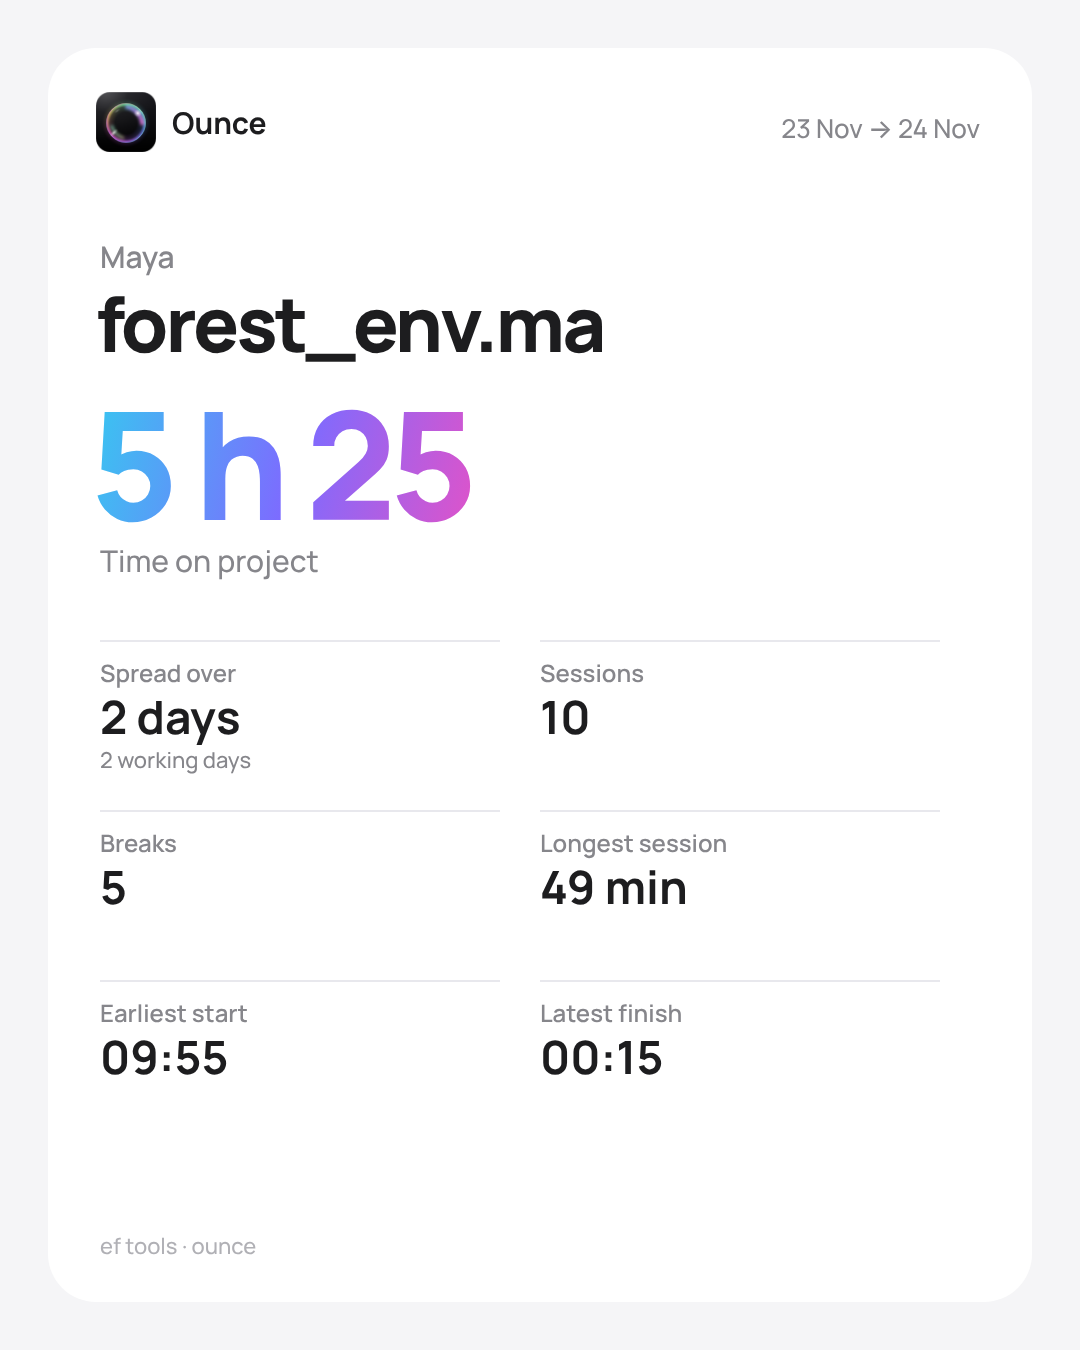 Ounce
23 Nov → 24 Nov
Maya
forest_env.ma
5 h 25
Time on project
Spread over
2 days
2 working days
Sessions
10
Breaks
5
Longest session
49 min
Earliest start
09:55
Latest finish
00:15
ef tools · ounce